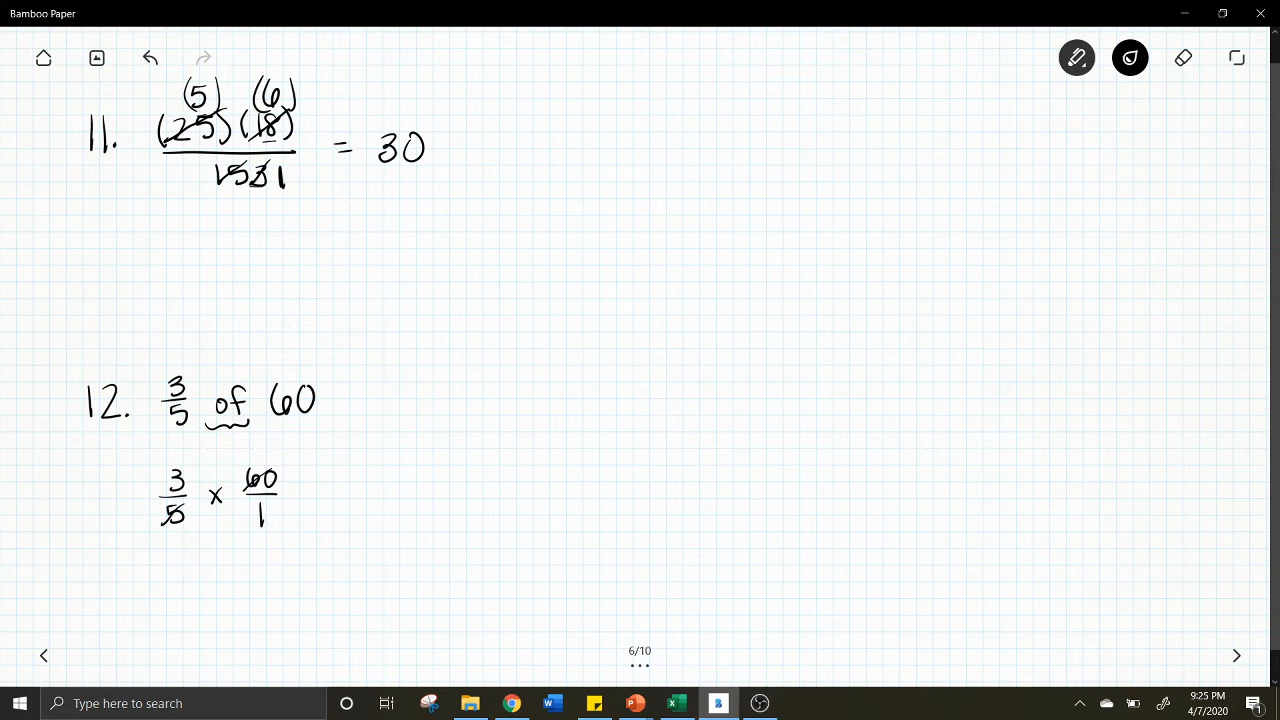 Bamboo Paper
(5) (6)
11. (25) (18)
= 30
15 3 1
12. 3/5 of 60
3/5 x 60/1
6/10
Type here to search
9:25 PM
4/7/2020